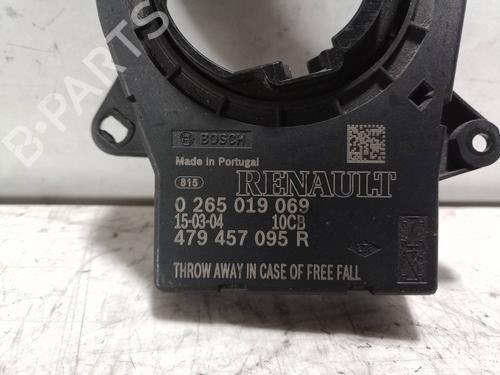 B-PARTS
BOSCH
Made in Portugal
815
RENAULT
0 265 019 069
15-03-04 10CB
479 457 095 R
THROW AWAY IN CASE OF FREE FALL